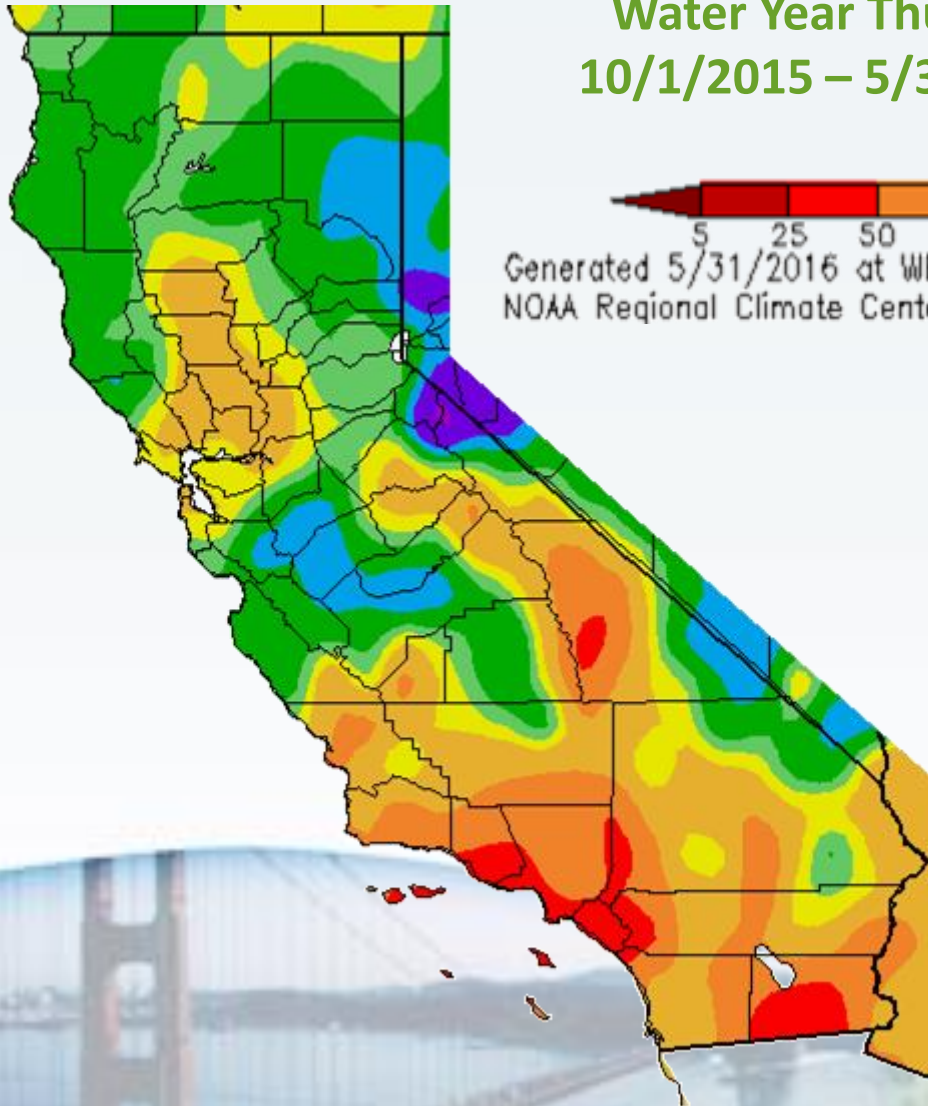 Water Year Thu
10/1/2015 – 5/3
5 25 50
Generated 5/31/2016 at W
NOAA Regional Climate Cent